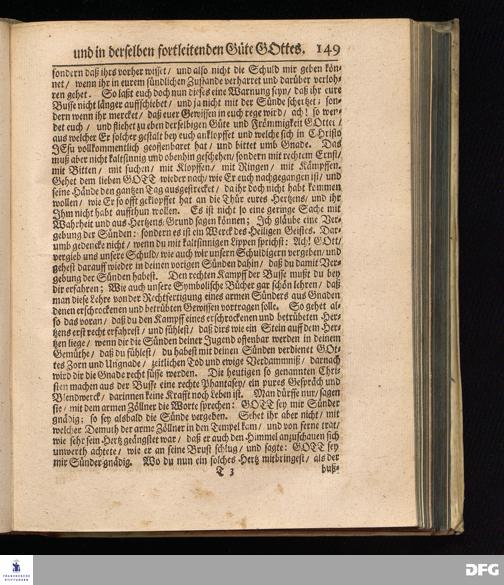 und in derselben fortleitenden Güte GOttes. 149
sondern daß ihrs vorher wisset / und also nicht die Schuld mir geben kön-
net / wenn ihr in eurem sündlichen Zustande verharret und darüber verloh-
ren gehet. So laßt euch doch nun dieses eine Warnung seyn / daß ihr eure
Busse nicht länger auffschiebet / und ja nicht mit der Sünde schertzet / son-
dern wenn ihr mercket / daß euer Gewissen in euch rege wird / ach! so wen-
det euch / und fliehet zu eben derselbigen Güte und Frömmigkeit GOttes /
aus welcher Er solcher gestalt bey euch anklopffet und welche sich in CHristo
JEsu vollkommentlich geoffenbaret hat / und bittet umb Gnade. Das
muß aber nicht kaltsinnig und obenhin geschehen / sondern mit rechtem Ernst /
mit Bitten / mit suchen / mit Klopffen / mit Ringen / mit Kämpffen.
Gehet dem lieben GOTT wieder nach / wie Er euch nachgegangen ist / und
seine Hände den gantzen Tag ausgestrecket / da ihr doch nicht habt kommen
wollen / wie Er so offt geklopffet hat an die Thür eures Hertzens / und ihr
Ihm nicht habt auffthun wollen. Es ist nicht so eine geringe Sache mit
Wahrheit und aus Hertzens Grund sagen können; Ich gläube eine Ver-
gebung der Sünden: sondern es ist ein Werck des Heiligen Geistes. Dar-
umb gedencke nicht / wenn du mit kaltsinnigen Lippen sprichst: Ach! GOtt /
vergieb uns unsere Schuld / wie auch wir unsern Schuldigern vergeben / und
gehest darauff wieder in deinen vorigen Sünden dahin / daß du damit Ver-
gebung der Sünden habest. Den rechten Kampff der Busse mußt du bey
dir erfahren; Wie auch unsere Symbolische Bücher gar schön lehren / daß
man diese Lehre von der Rechtfertigung eines armen Sünders aus Gnaden
denen erschrockenen und betrübten Gewissen vortragen solle. So gehet al-
so das voran / daß du den Kampff eines erschrockenen und betrübeten Her-
tzens erst recht erfahrest / und fühlest / daß dirs wie ein Stein auff dem Her-
tzen liege / wenn dir die Sünden deiner Jugend offenbar werden in deinem
Gemüthe / daß du fühlest / du habest mit deinen Sünden verdienet GOt-
tes Zorn und Ungnade / zeitlichen Tod und ewige Verdammniß / darnach
wird dir die Gnade recht süsse werden. Die heutigen so genannten Chri-
sten machen aus der Busse eine rechte Phantasey / ein pures Gespräch und
Blendwerck / darinnen keine Krafft noch Leben ist. Man dürffe nur / sagen
sie / mit dem armen Zöllner die Worte sprechen: GOTT sey mir Sünder
gnädig; so sey alsbald die Sünde vergeben. Sehet ihr aber nicht / mit
welcher Demuth der arme Zöllner in den Tempel kam / und von ferne trat /
wie sehr sein Hertz geängstet war / daß er auch den Himmel anzuschauen sich
unwerth achtete / wie er an seine Brust schlug / und sagte: GOTT sey
mir Sünder gnädig. Wo du nun ein solches Hertz mitbringest / als der
T 3 buß-
FRANCKESCHE
STIFTUNGEN
DFG